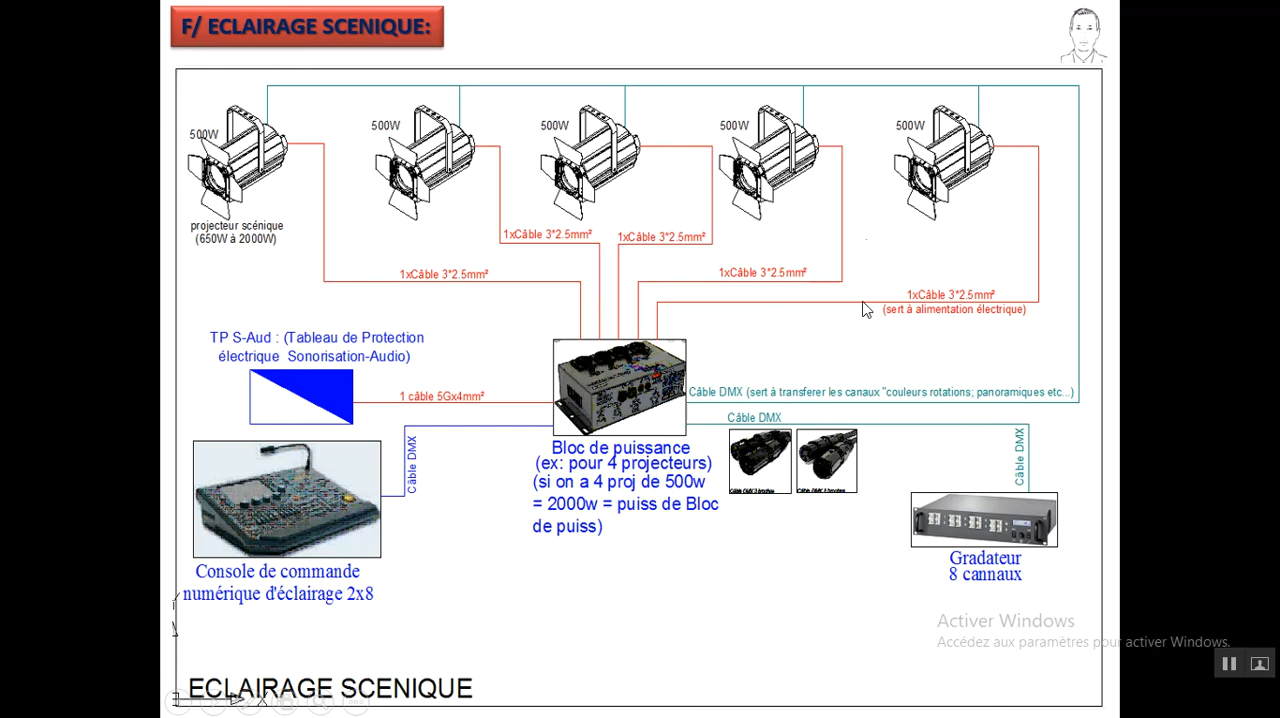 F/ ECLAIRAGE SCENIQUE:
500W
500W
500W
500W
500W
projecteur scénique
(650W à 2000W)
1xCâble 3*2.5mm²
1xCâble 3*2.5mm²
1xCâble 3*2.5mm²
1xCâble 3*2.5mm²
1xCâble 3*2.5mm²
(sert à alimentation électrique)
TP S-Aud : (Tableau de Protection
électrique Sonorisation-Audio)
1 câble 5Gx4mm²
Câble DMX (sert à transferer les canaux "couleurs rotations; panoramiques etc...)
Câble DMX
Câble DMX
Câble DMX
Bloc de puissance
(ex: pour 4 projecteurs)
(si on a 4 proj de 500w
= 2000w = puiss de Bloc
de puiss)
Câble DMX 3 broches
Gradateur
8 cannaux
Console de commande
numérique d'éclairage 2x8
Activer Windows
Accédez aux paramètres pour activer Windows.
ECLAIRAGE SCENIQUE
X